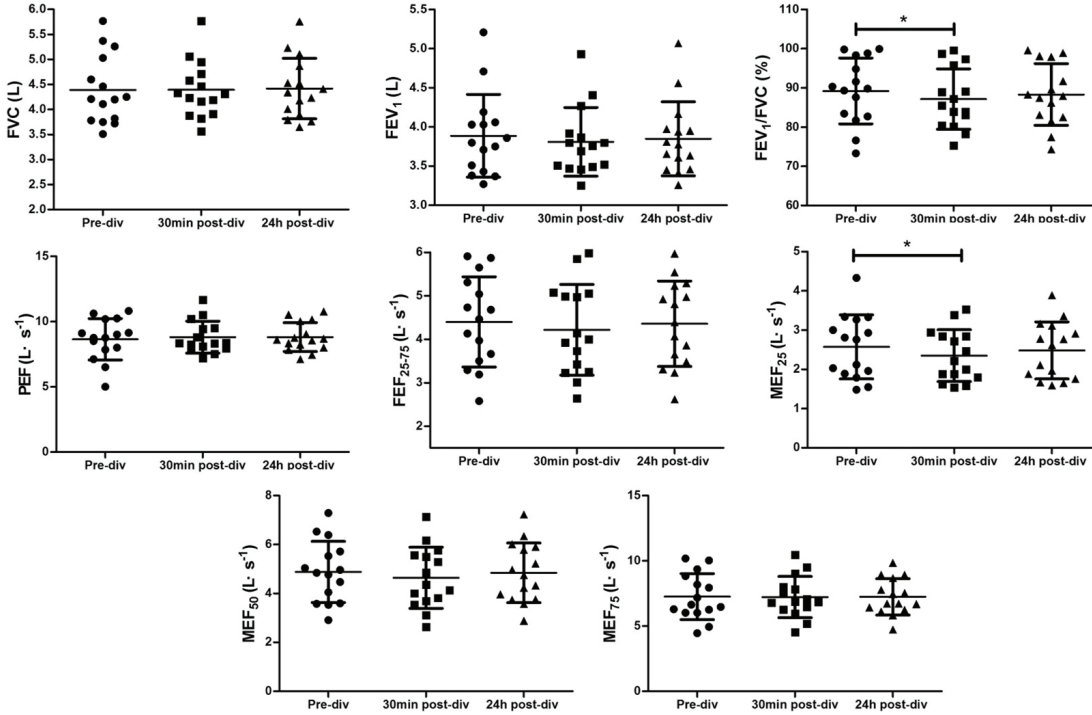 FVC (L)
6.0
5.5
5.0
4.5
4.0
3.5
3.0
2.5
2.0
Pre-div 30min post-div 24h post-div
FEV1 (L)
5.5
5.0
4.5
4.0
3.5
3.0
Pre-div 30min post-div 24h post-div
FEV1/FVC (%)
110
100
90
80
70
60
*
Pre-div 30min post-div 24h post-div
PEF (L· s-1)
15
10
5
0
Pre-div 30min post-div 24h post-div
FEF25-75 (L· s-1)
6
5
4
3
2
Pre-div 30min post-div 24h post-div
MEF25 (L· s-1)
5
4
3
2
1
0
*
Pre-div 30min post-div 24h post-div
MEF50 (L· s-1)
8
6
4
2
0
Pre-div 30min post-div 24h post-div
MEF75 (L· s-1)
15
10
5
0
Pre-div 30min post-div 24h post-div